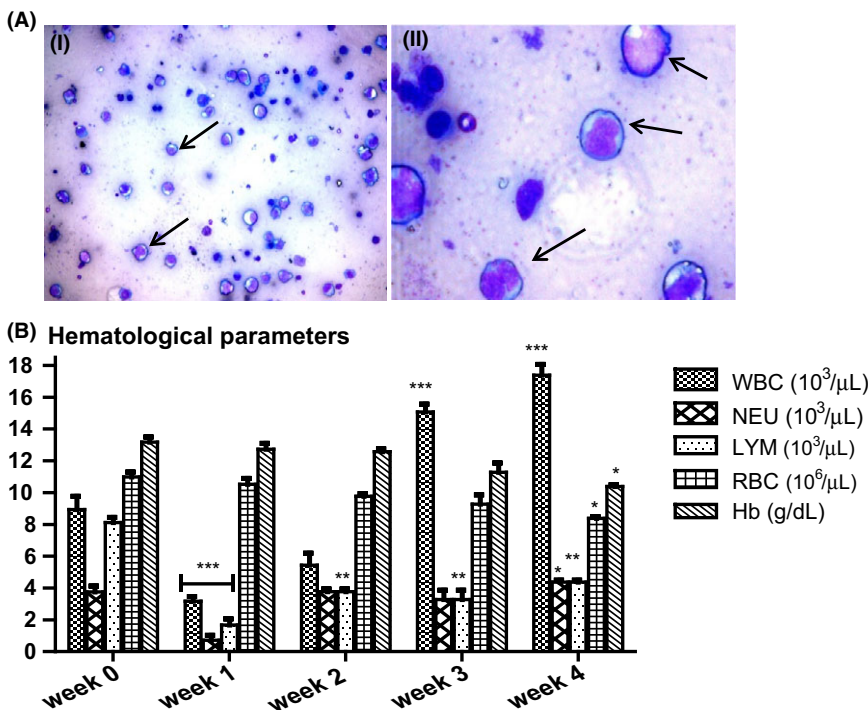 (A)
(I)
(II)
(B) Hematological parameters
18
16
14
12
10
8
6
4
2
0
***
**
***
**
***
*
**
*
*
week 0
week 1
week 2
week 3
week 4
WBC (10³/μL)
NEU (10³/μL)
LYM (10³/μL)
RBC (10⁶/μL)
Hb (g/dL)